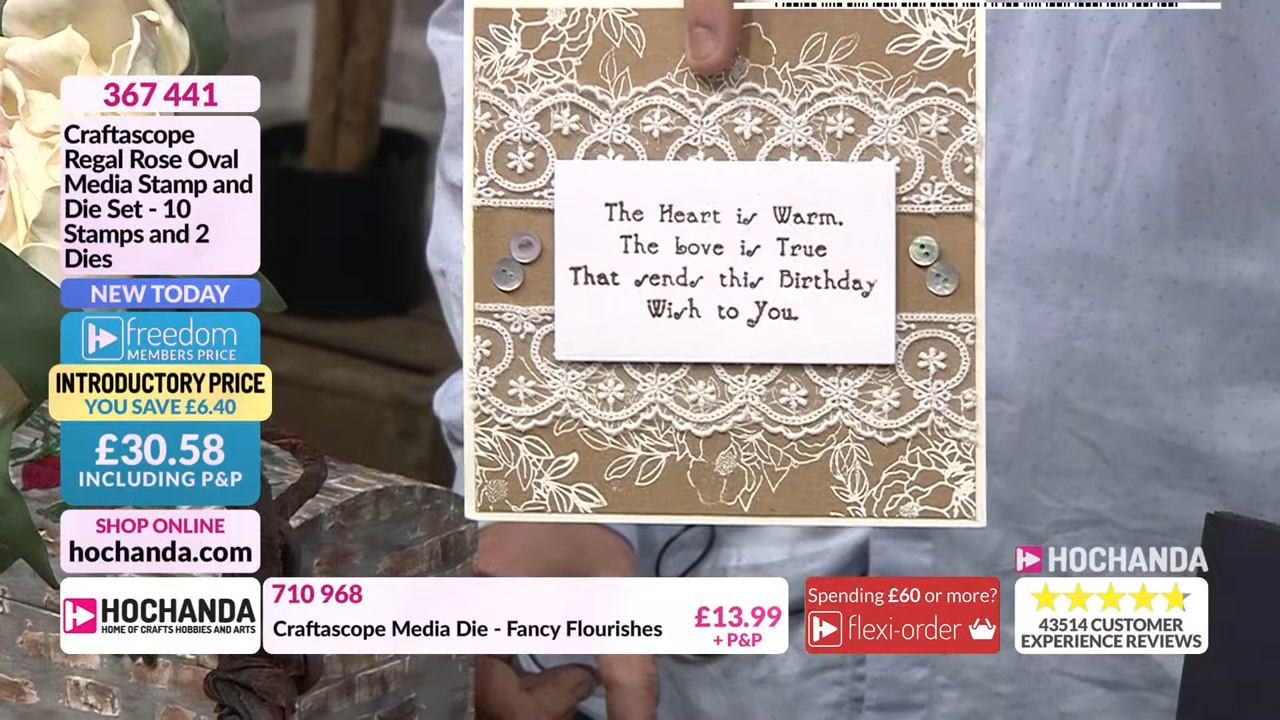 367 441
Craftascope
Regal Rose Oval
Media Stamp and
Die Set - 10
Stamps and 2
Dies
NEW TODAY
freedom
MEMBERS PRICE
INTRODUCTORY PRICE
YOU SAVE £6.40
£30.58
INCLUDING P&P
SHOP ONLINE
hochanda.com
The Heart is Warm.
The Love is True
That sends this Birthday
Wish to You.
HOCHANDA
HOME OF CRAFTS HOBBIES AND ARTS
710 968
Craftascope Media Die - Fancy Flourishes
£13.99
+ P&P
Spending £60 or more?
flexi-order
HOCHANDA
43514 CUSTOMER
EXPERIENCE REVIEWS